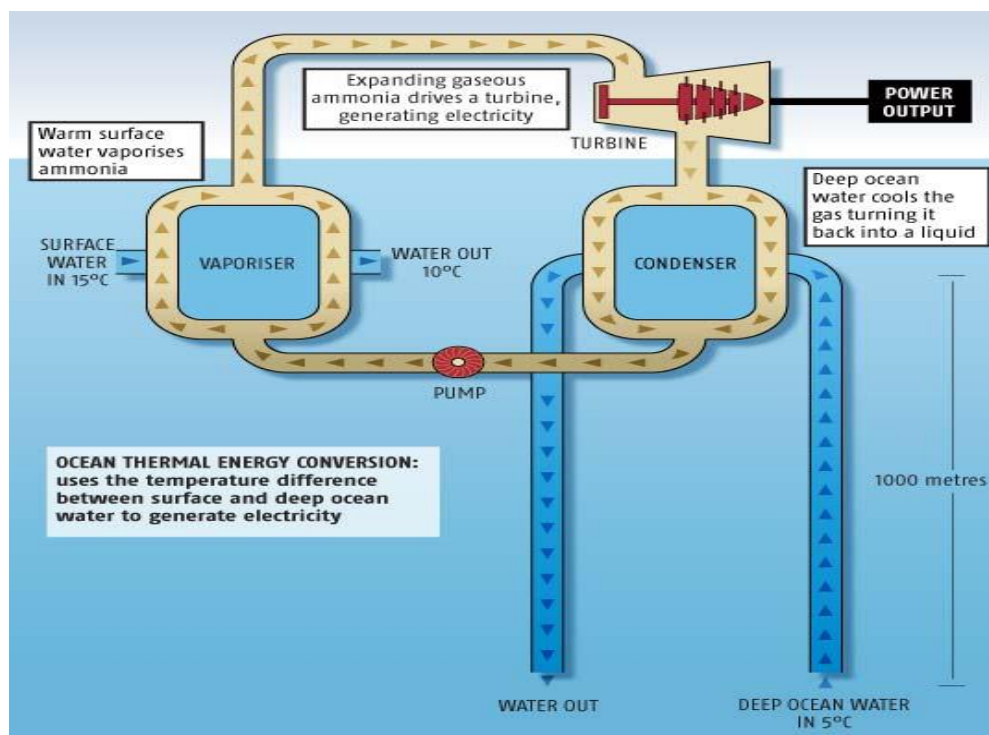 Expanding gaseous
ammonia drives a turbine,
generating electricity
POWER
OUTPUT
TURBINE
Warm surface
water vaporises
ammonia
Deep ocean
water cools the
gas turning it
back into a liquid
SURFACE
WATER
IN 15°C
VAPORISER
WATER OUT
10°C
CONDENSER
PUMP
OCEAN THERMAL ENERGY CONVERSION:
uses the temperature difference
between surface and deep ocean
water to generate electricity
1000 metres
WATER OUT
DEEP OCEAN WATER
IN 5°C